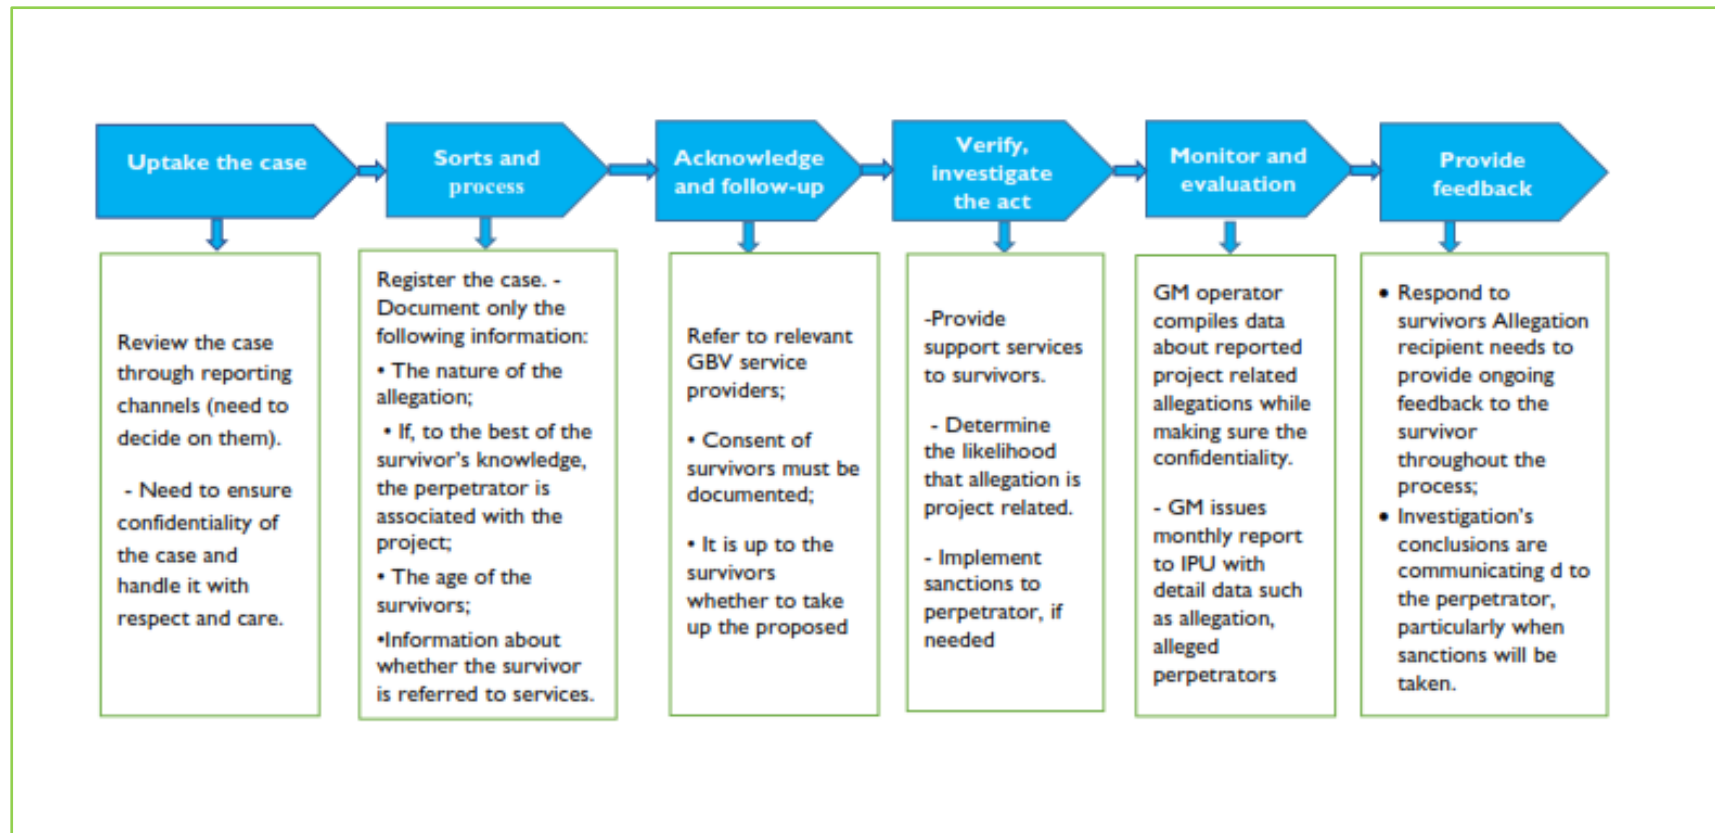 Uptake the case
Sorts and
process
Acknowledge
and follow-up
Verify,
investigate
the act
Monitor and
evaluation
Provide
feedback
Review the case
through reporting
channels (need to
decide on them).
- Need to ensure
confidentiality of
the case and
handle it with
respect and care.
Register the case. -
Document only the
following information:
• The nature of the
allegation;
• If, to the best of the
survivor's knowledge,
the perpetrator is
associated with the
project;
• The age of the
survivors;
•Information about
whether the survivor
is referred to services.
Refer to relevant
GBV service
providers;
• Consent of
survivors must be
documented;
• It is up to the
survivors
whether to take
up the proposed
-Provide
support services
to survivors.
- Determine
the likelihood
that allegation is
project related.
- Implement
sanctions to
perpetrator, if
needed
GM operator
compiles data
about reported
project related
allegations while
making sure the
confidentiality.
- GM issues
monthly report
to IPU with
detail data such
as allegation,
alleged
perpetrators
• Respond to
survivors Allegation
recipient needs to
provide ongoing
feedback to the
survivor
throughout the
process;
• Investigation's
conclusions are
communicating d to
the perpetrator,
particularly when
sanctions will be
taken.